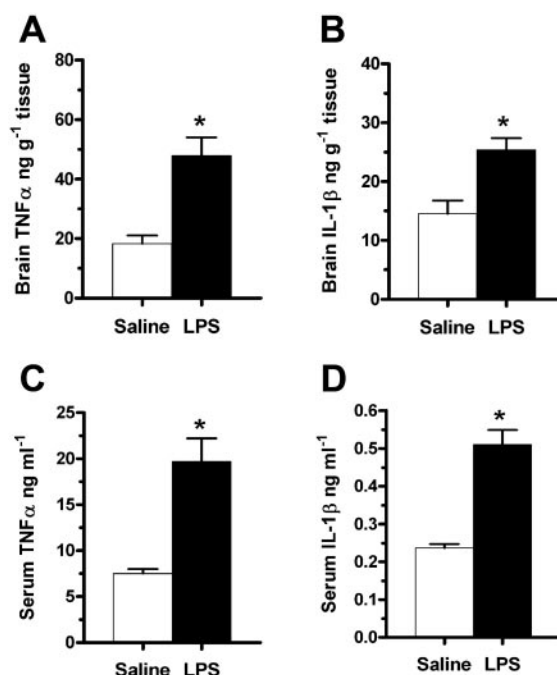 A
Brain TNFα ng g⁻¹ tissue
80
60
40
20
0
*
Saline LPS
B
Brain IL-1β ng g⁻¹ tissue
40
30
20
10
0
*
Saline LPS
C
Serum TNFα ng ml⁻¹
25
20
15
10
5
0
*
Saline LPS
D
Serum IL-1β ng ml⁻¹
0.6
0.5
0.4
0.3
0.2
0.1
0.0
*
Saline LPS